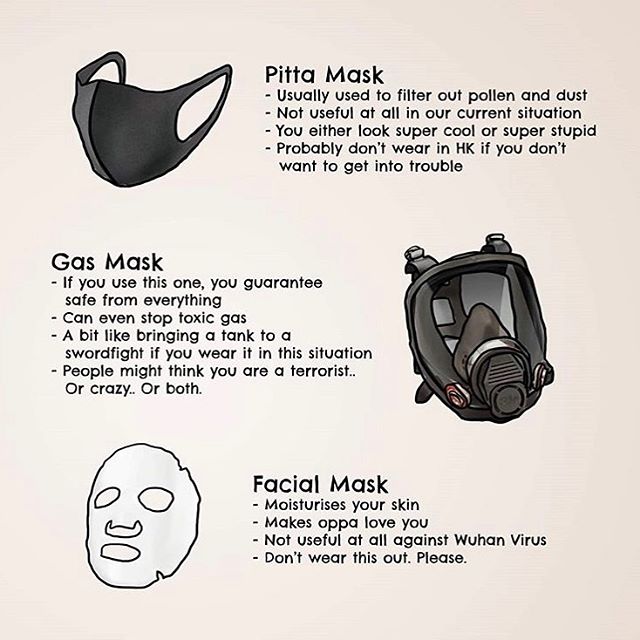 Pitta Mask
- Usually used to filter out pollen and dust
- Not useful at all in our current situation
- You either look super cool or super stupid
- Probably don't wear in HK if you don't
want to get into trouble
Gas Mask
- If you use this one, you guarantee
safe from everything
- Can even stop toxic gas
- A bit like bringing a tank to a
swordfight if you wear it in this situation
- People might think you are a terrorist..
Or crazy.. Or both.
Facial Mask
- Moisturises your skin
- Makes oppa love you
- Not useful at all against Wuhan Virus
- Don't wear this out. Please.